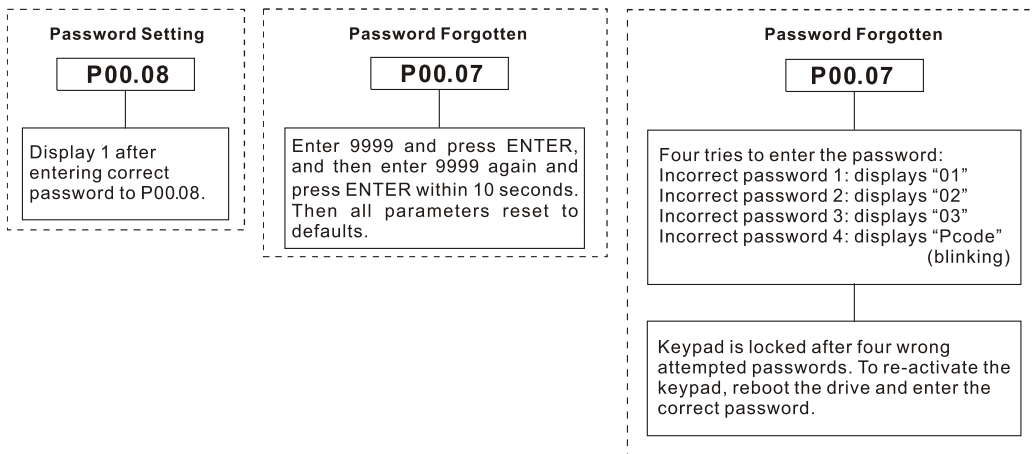 Password Setting
P00.08
Display 1 after
entering correct
password to P00.08.
Password Forgotten
P00.07
Enter 9999 and press ENTER,
and then enter 9999 again and
press ENTER within 10 seconds.
Then all parameters reset to
defaults.
Password Forgotten
P00.07
Four tries to enter the password:
Incorrect password 1: displays “01”
Incorrect password 2: displays “02”
Incorrect password 3: displays “03”
Incorrect password 4: displays “Pcode”
(blinking)
Keypad is locked after four wrong
attempted passwords. To re-activate the
keypad, reboot the drive and enter the
correct password.